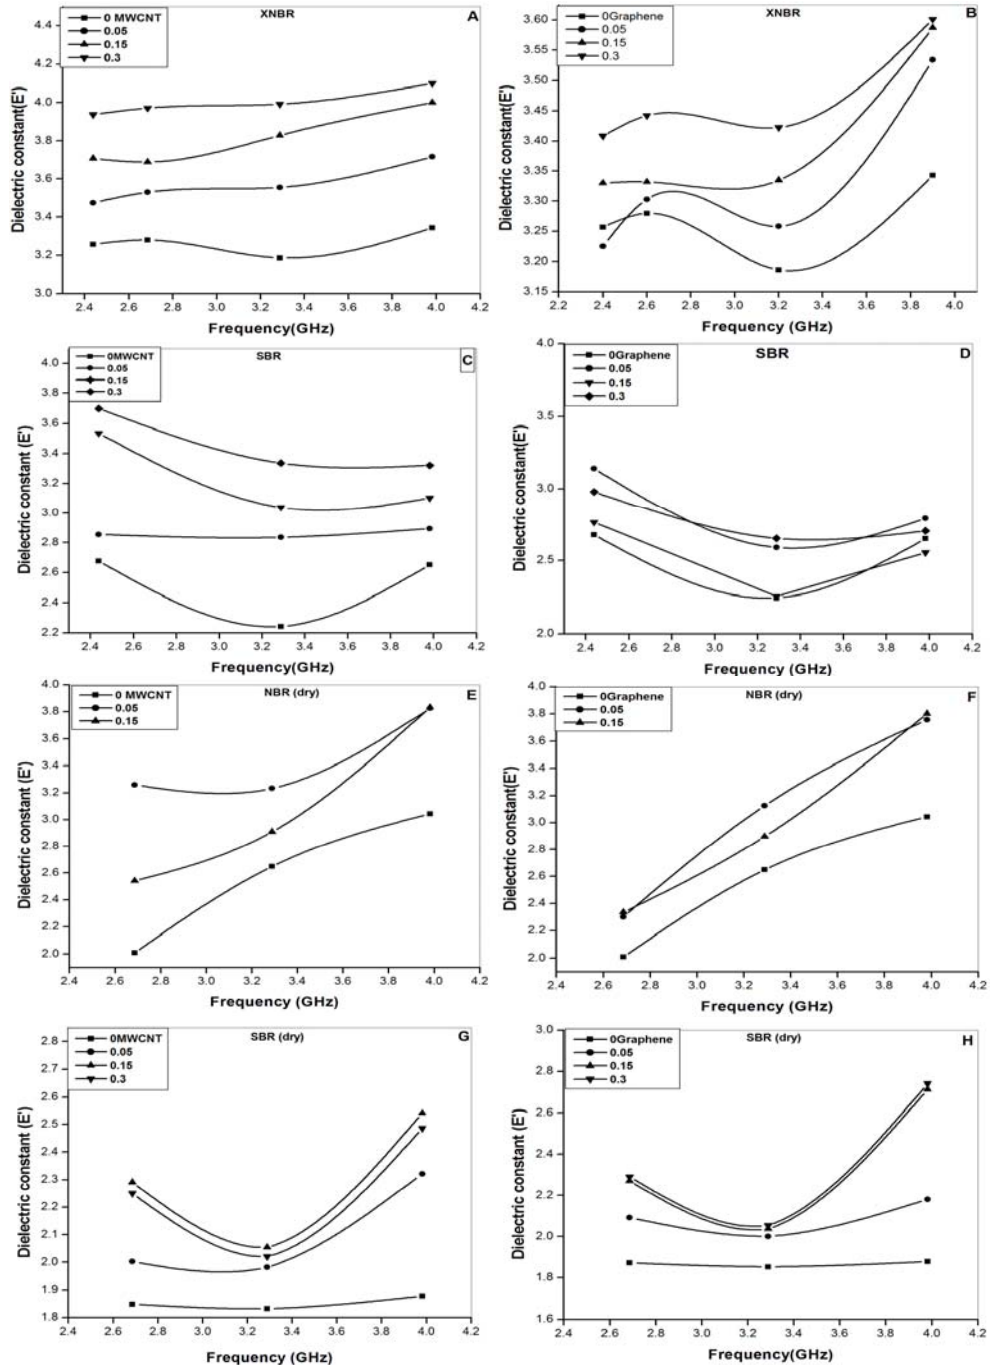 XNBR
A
0 MWCNT
0.05
0.15
0.3
4.4
4.2
4.0
3.8
3.6
3.4
3.2
3.0
Dielectric constant(E')
2.4 2.6 2.8 3.0 3.2 3.4 3.6 3.8 4.0 4.2
Frequency(GHz)
XNBR
B
0Graphene
0.05
0.15
0.3
3.60
3.55
3.50
3.45
3.40
3.35
3.30
3.25
3.20
3.15
Dielectric constant(E')
2.2 2.4 2.6 2.8 3.0 3.2 3.4 3.6 3.8 4.0
Frequency (GHz)
SBR
C
0MWCNT
0.05
0.15
0.3
4.0
3.8
3.6
3.4
3.2
3.0
2.8
2.6
2.4
2.2
Dielectric constant (E')
2.4 2.6 2.8 3.0 3.2 3.4 3.6 3.8 4.0 4.2
Frequency(GHz)
SBR
D
0Graphene
0.05
0.15
0.3
4.0
3.5
3.0
2.5
2.0
Dielectric constant(E')
2.4 2.6 2.8 3.0 3.2 3.4 3.6 3.8 4.0 4.2
Frequency (GHz)
NBR (dry)
E
0 MWCNT
0.05
0.15
4.0
3.8
3.6
3.4
3.2
3.0
2.8
2.6
2.4
2.2
2.0
Dielectric constant (E')
2.4 2.6 2.8 3.0 3.2 3.4 3.6 3.8 4.0 4.2
Frequency (GHz)
NBR (dry)
F
0Graphene
0.05
0.15
4.0
3.8
3.6
3.4
3.2
3.0
2.8
2.6
2.4
2.2
2.0
Dielectric constant(E')
2.4 2.6 2.8 3.0 3.2 3.4 3.6 3.8 4.0 4.2
Frequency (GHz)
SBR (dry)
G
0MWCNT
0.05
0.15
0.3
2.8
2.7
2.6
2.5
2.4
2.3
2.2
2.1
2.0
1.9
1.8
Dielectric constant (E')
2.4 2.6 2.8 3.0 3.2 3.4 3.6 3.8 4.0 4.2
Frequency (GHz)
SBR (dry)
H
0Graphene
0.05
0.15
0.3
3.0
2.8
2.6
2.4
2.2
2.0
1.8
1.6
Dielectric constant (E')
2.4 2.6 2.8 3.0 3.2 3.4 3.6 3.8 4.0 4.2
Frequency(GHz)